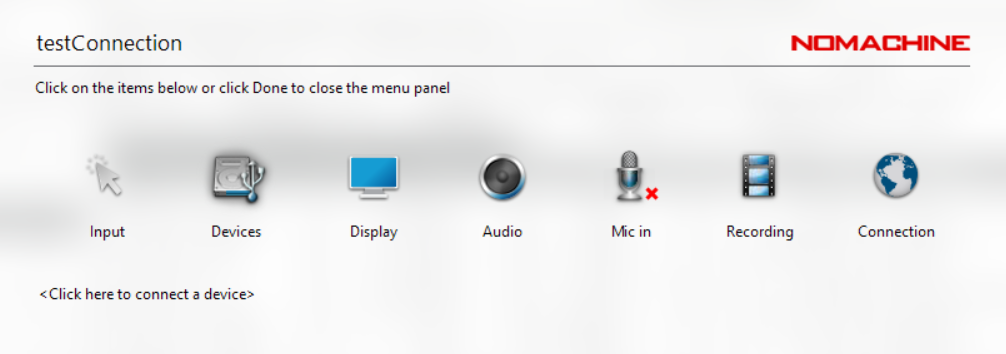 testConnection
NOMACHINE
Click on the items below or click Done to close the menu panel
Input Devices Display Audio Mic in Recording Connection
<Click here to connect a device>